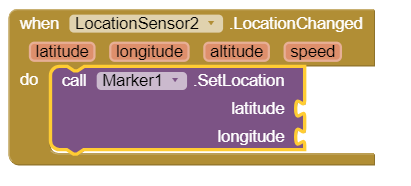 when LocationSensor2 .LocationChanged
latitude longitude altitude speed
do call Marker1 .SetLocation
latitude
longitude